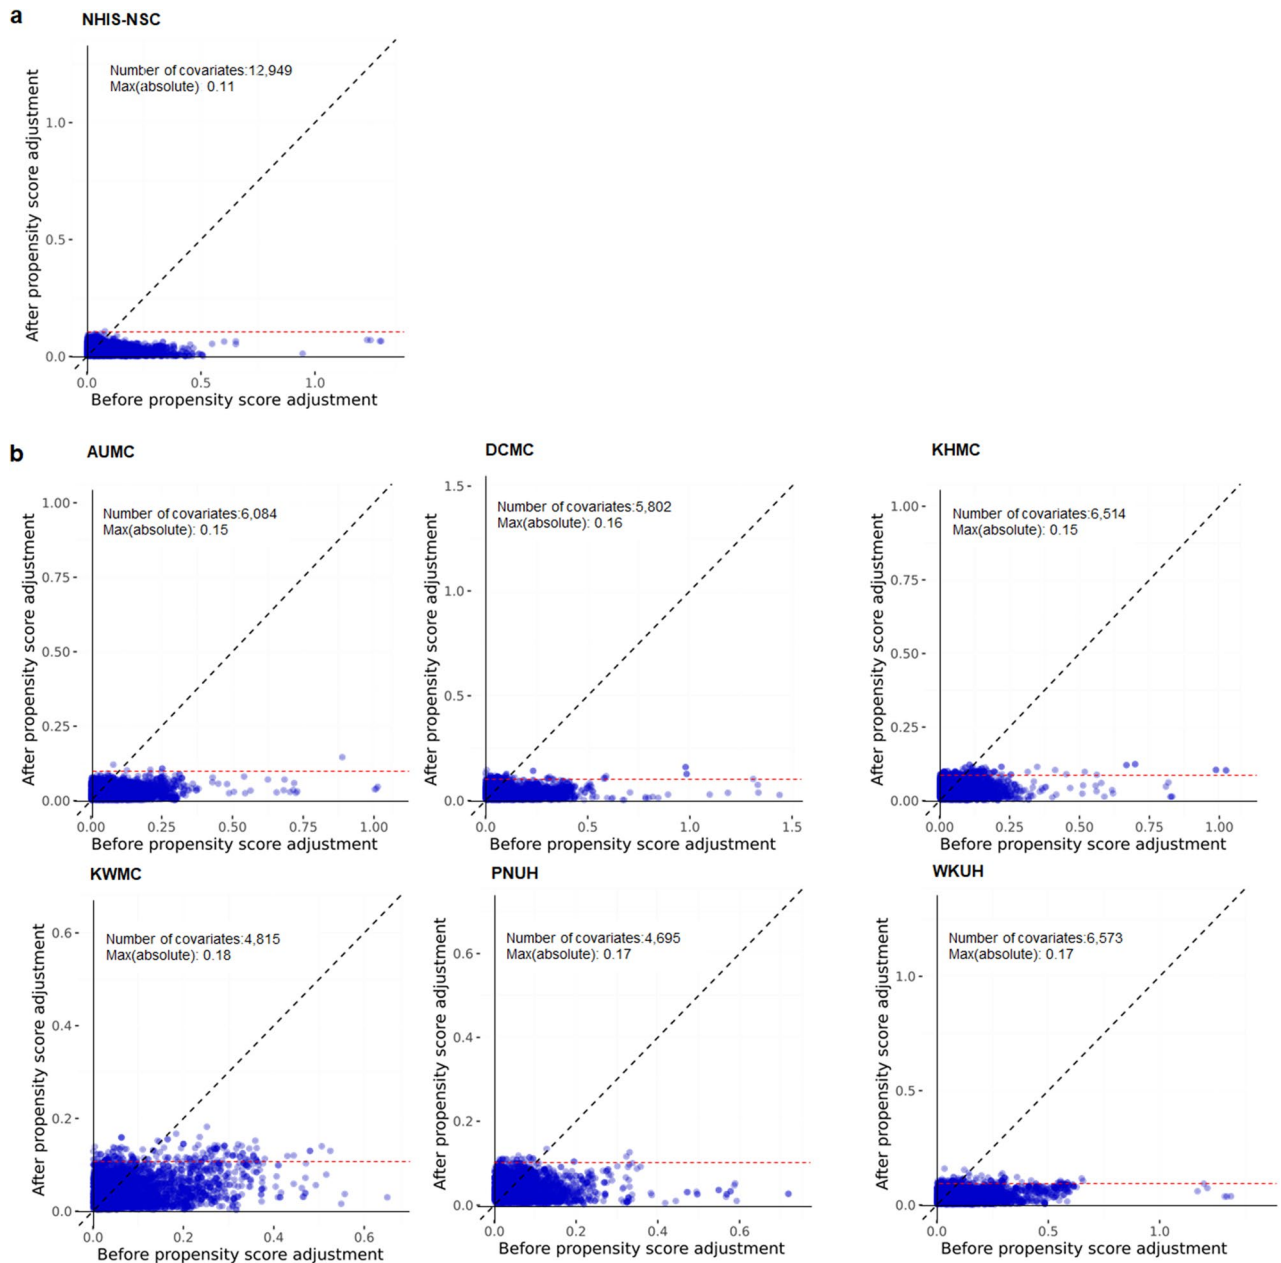 a
NHIS-NSC
Number of covariates:12,949
Max(absolute) 0.11
After propensity score adjustment
1.0
0.5
0.0
0.0 0.5 1.0
Before propensity score adjustment
b
AUMC
Number of covariates:6,084
Max(absolute): 0.15
After propensity score adjustment
1.00
0.75
0.50
0.25
0.00
0.00 0.25 0.50 0.75 1.00
Before propensity score adjustment
DCMC
Number of covariates:5,802
Max(absolute): 0.16
After propensity score adjustment
1.5
1.0
0.5
0.0
0.0 0.5 1.0 1.5
Before propensity score adjustment
KHMC
Number of covariates:6,514
Max(absolute): 0.15
After propensity score adjustment
1.00
0.75
0.50
0.25
0.00
0.00 0.25 0.50 0.75 1.00
Before propensity score adjustment
KWMC
Number of covariates:4,815
Max(absolute): 0.18
After propensity score adjustment
0.6
0.4
0.2
0.0
0.0 0.2 0.4 0.6
Before propensity score adjustment
PNUH
Number of covariates:4,695
Max(absolute): 0.17
After propensity score adjustment
0.6
0.4
0.2
0.0
0.0 0.2 0.4 0.6
Before propensity score adjustment
WKUH
Number of covariates:6,573
Max(absolute): 0.17
After propensity score adjustment
1.0
0.5
0.0
0.0 0.5 1.0
Before propensity score adjustment